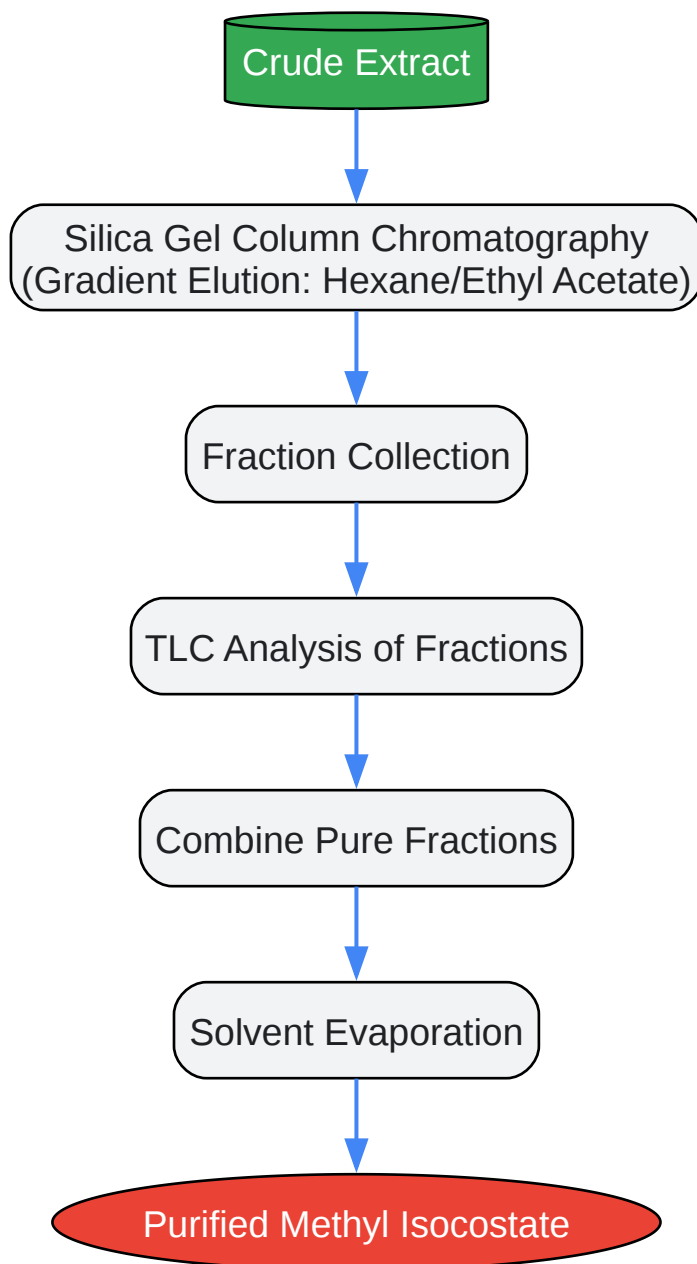 Crude Extract
Silica Gel Column Chromatography
(Gradient Elution: Hexane/Ethyl Acetate)
Fraction Collection
TLC Analysis of Fractions
Combine Pure Fractions
Solvent Evaporation
Purified Methyl Isocostate